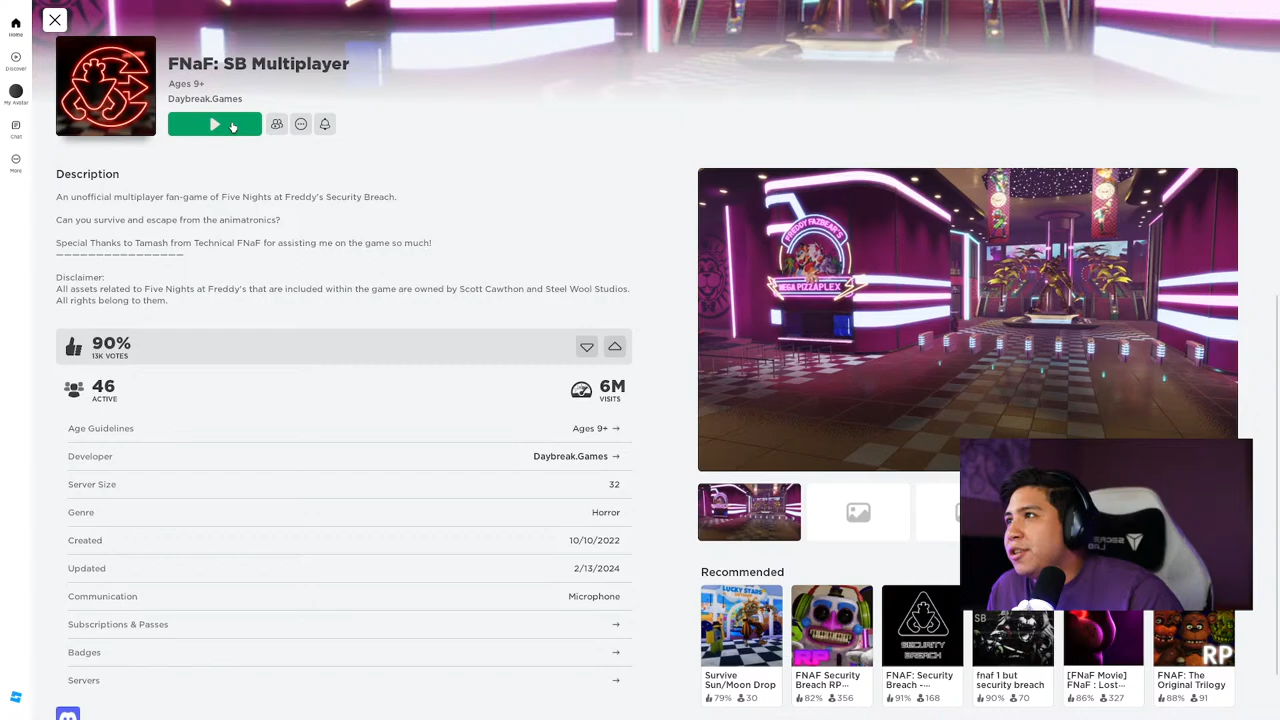 Home
Discover
My Avatar
Chat
More
FNaF: SB Multiplayer
Ages 9+
Daybreak.Games
Description
An unofficial multiplayer fan-game of Five Nights at Freddy's Security Breach.
Can you survive and escape from the animatronics?
Special Thanks to Tamash from Technical FNaF for assisting me on the game so much!
————————————————
Disclaimer:
All assets related to Five Nights at Freddy's that are included within the game are owned by Scott Cawthon and Steel Wool Studios.
All rights belong to them.
90%
13K VOTES
46
ACTIVE
6M
VISITS
Age Guidelines
Ages 9+ →
Developer
Daybreak.Games →
Server Size
32
Genre
Horror
Created
10/10/2022
Updated
2/13/2024
Communication
Microphone
Subscriptions & Passes →
Badges →
Servers →
FREDDY FAZBEAR'S
MEGA PIZZAPLEX
Recommended
LUCKY STARS
RP
SECURITY
BREACH
SB
RP
Survive
Sun/Moon Drop
79% 30
FNAF Security
Breach RP...
82% 356
FNAF: Security
Breach -...
91% 168
fnaf 1 but
security breach
90% 70
[FNaF Movie]
FNaF : Lost...
86% 327
FNAF: The
Original Trilogy
88% 91